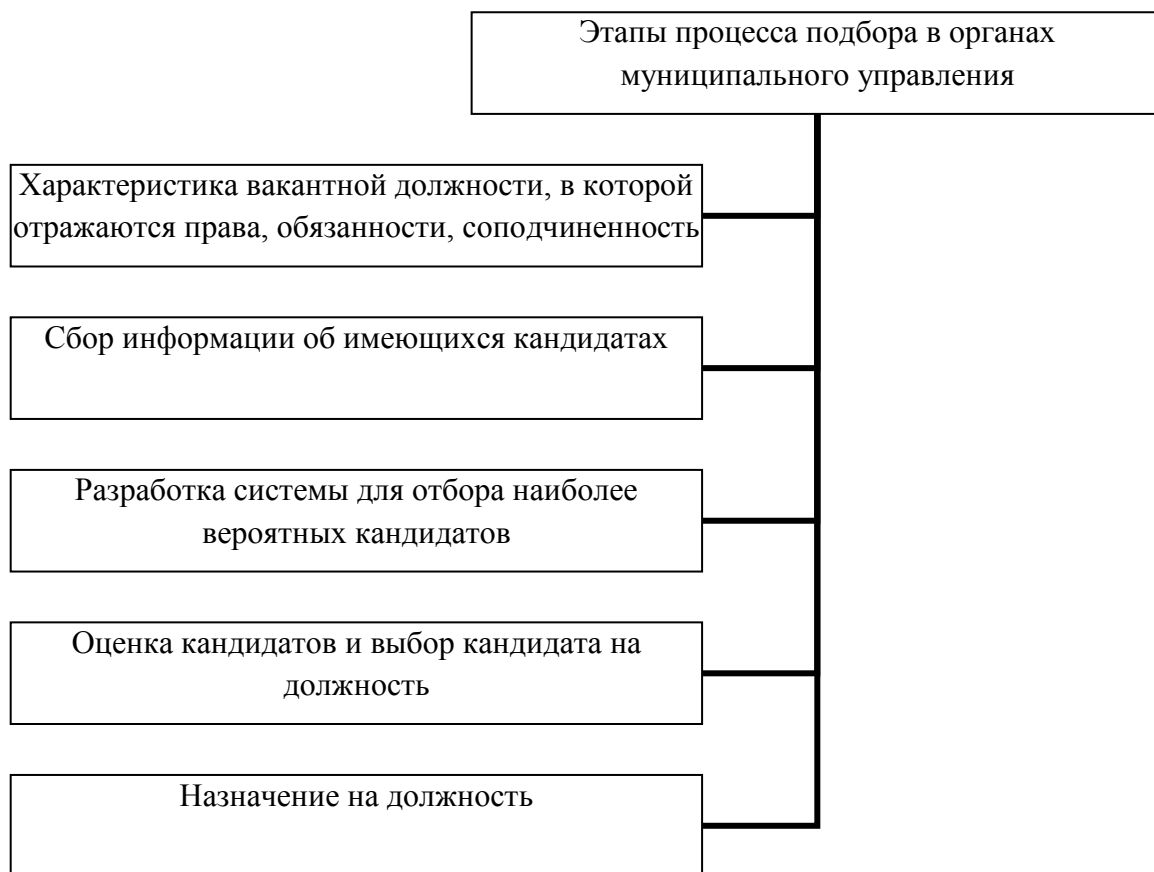 Этапы процесса подбора в органах
муниципального управления
Характеристика вакантной должности, в которой
отражаются права, обязанности, соподчиненность
Сбор информации об имеющихся кандидатах
Разработка системы для отбора наиболее
вероятных кандидатов
Оценка кандидатов и выбор кандидата на
должность
Назначение на должность